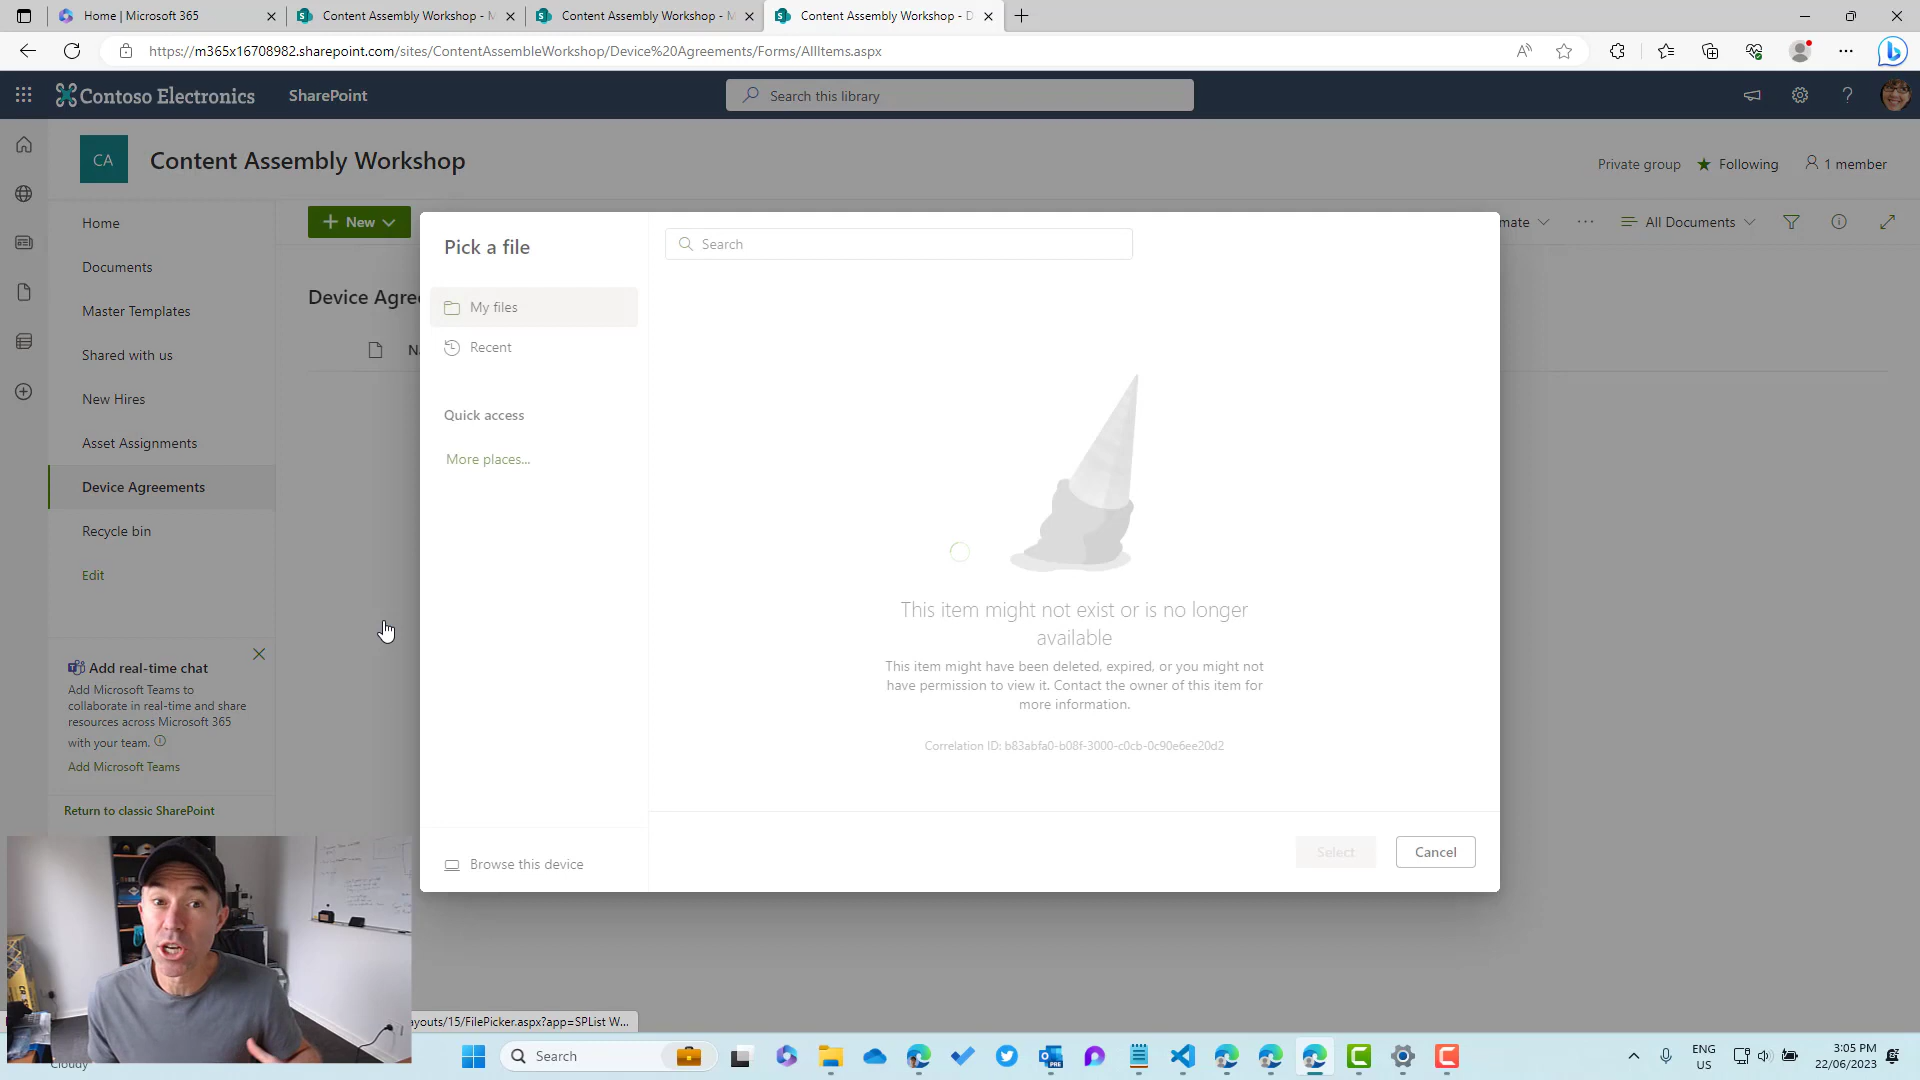 Home | Microsoft 365
Content Assembly Workshop - M
Content Assembly Workshop - M
Content Assembly Workshop - D
https://m365x16708982.sharepoint.com/sites/ContentAssembleWorkshop/Device%20Agreements/Forms/AllItems.aspx
Contoso Electronics
SharePoint
Search this library
CA
Content Assembly Workshop
Private group
Following
1 member
Home
Documents
Master Templates
Shared with us
New Hires
Asset Assignments
Device Agreements
Recycle bin
Edit
New
mate
All Documents
Device Agre
Na
Pick a file
Search
My files
Recent
Quick access
More places...
This item might not exist or is no longer
available
This item might have been deleted, expired, or you might not
have permission to view it. Contact the owner of this item for
more information.
Correlation ID: b83abfa0-b08f-3000-c0cb-0c90e6ee20d2
Browse this device
Select
Cancel
Add real-time chat
Add Microsoft Teams to
collaborate in real-time and share
resources across Microsoft 365
with your team.
Add Microsoft Teams
Return to classic SharePoint
ayouts/15/FilePicker.aspx?app=SPList W...
Cloudy
Search
ENG
US
3:05 PM
22/06/2023